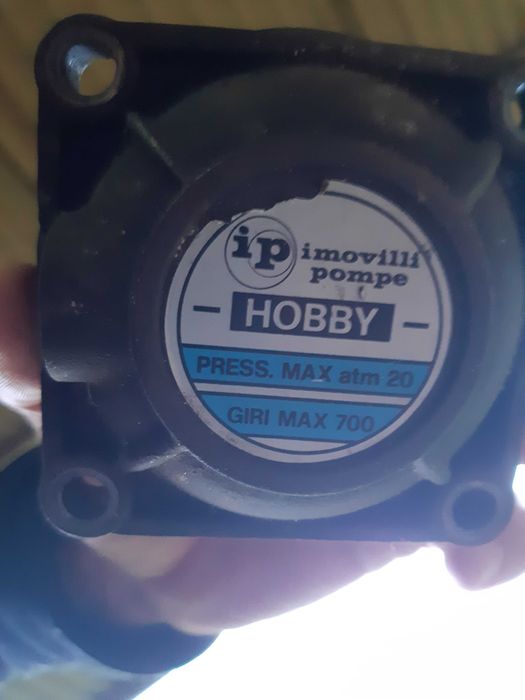 ip imovilli
pompe
HOBBY
PRESS. MAX atm 20
GIRI MAX 700